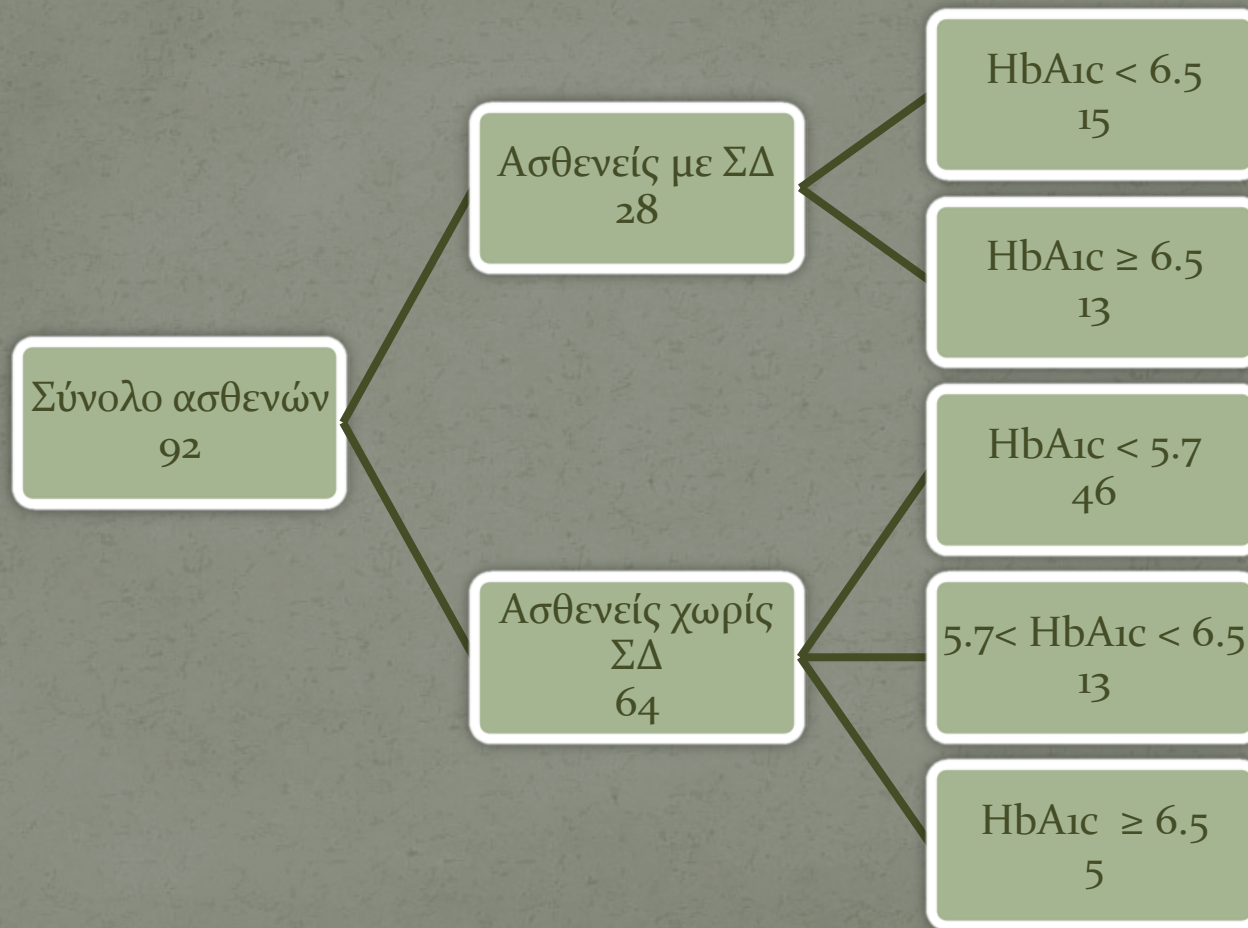 Σύνολο ασθενών
92
Ασθενείς με ΣΔ
28
HbA1c < 6.5
15
HbA1c ≥ 6.5
13
Ασθενείς χωρίς
ΣΔ
64
HbA1c < 5.7
46
5.7< HbA1c < 6.5
13
HbA1c ≥ 6.5
5